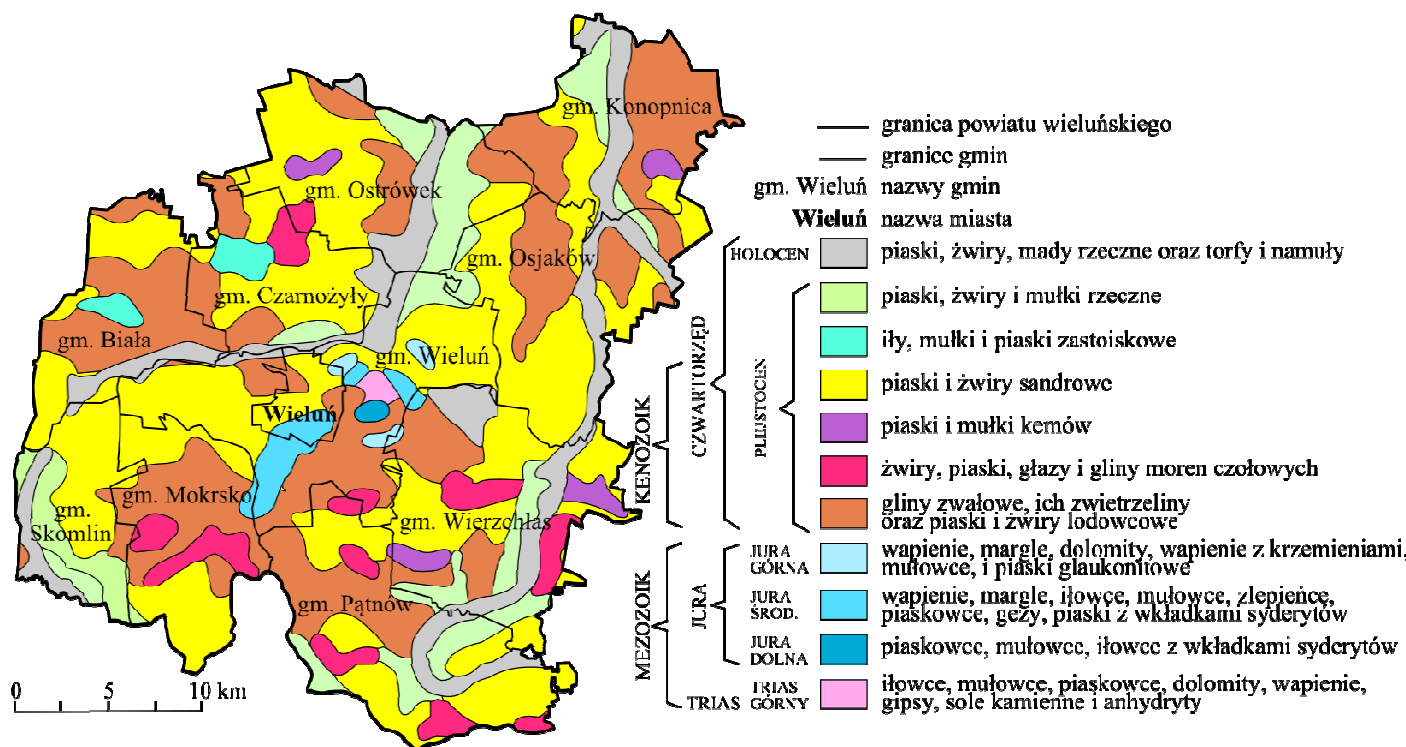 gm. Konopnica
gm. Ostrówek
gm. Osjaków
gm. Czarnożyły
gm. Biała
gm. Wieluń
Wieluń
gm. Mokrsko
gm.
Skomlin
gm. Wierzchlas
gm. Pątnów
0 5 10 km
granica powiatu wieluńskiego
granice gmin
gm. Wieluń nazwy gmin
Wieluń nazwa miasta
HOLOCEN piaski, żwiry, mady rzeczne oraz torfy i namuły
piaski, żwiry i mułki rzeczne
iły, mułki i piaski zastoiskowe
piaski i żwiry sandrowe
piaski i mułki kemów
żwiry, piaski, głazy i gliny moren czołowych
gliny zwałowe, ich zwietrzeliny
oraz piaski i żwiry lodowcowe
PLEJSTOCEN
CZWARTORZĘD
KENOZOIK
JURA
GÓRNA
wapienie, margle, dolomity, wapienie z krzemieniami,
mułowce, i piaski glaukonitowe
JURA
ŚROD.
wapienie, margle, iłowce, mułowce, zlepieńce,
piaskowce, gezy, piaski z wkładkami syderytów
JURA
DOLNA
piaskowce, mułowce, iłowce z wkładkami syderytów
JURA
MEZOZOIK
TRIAS
TRIAS
GÓRNY
iłowce, mułowce, piaskowce, dolomity, wapienie,
gipsy, sole kamienne i anhydryty